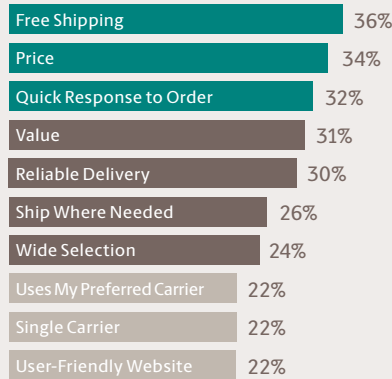 Free Shipping 36%
Price 34%
Quick Response to Order 32%
Value 31%
Reliable Delivery 30%
Ship Where Needed 26%
Wide Selection 24%
Uses My Preferred Carrier 22%
Single Carrier 22%
User-Friendly Website 22%